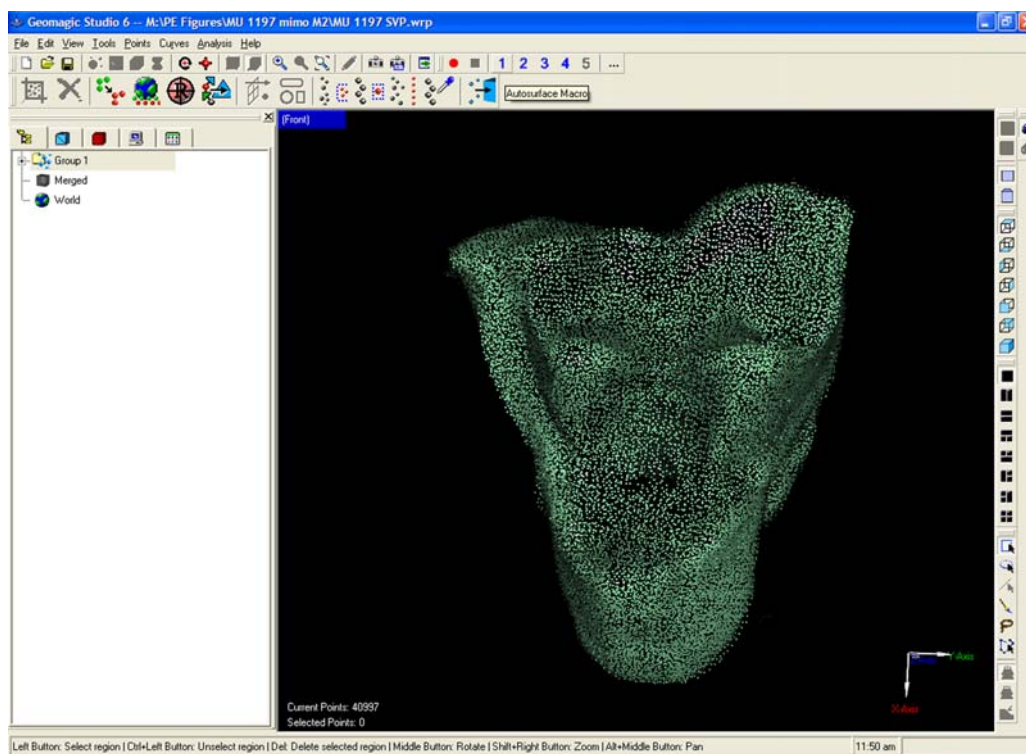 Geomagic Studio 6 -- M:\PE Figures\MU 1197 mimo M2\MU 1197 SVP.wrp
File Edit View Tools Points Curves Analysis Help
1 2 3 4 5 ...
Autosurface Macro
(Front)
Group 1
Merged
World
Y-Axis
X-Axis
Current Points: 40997
Selected Points: 0
Left Button: Select region | Ctrl+Left Button: Unselect region | Del: Delete selected region | Middle Button: Rotate | Shift+Right Button: Zoom | Alt+Middle Button: Pan
11:50 am